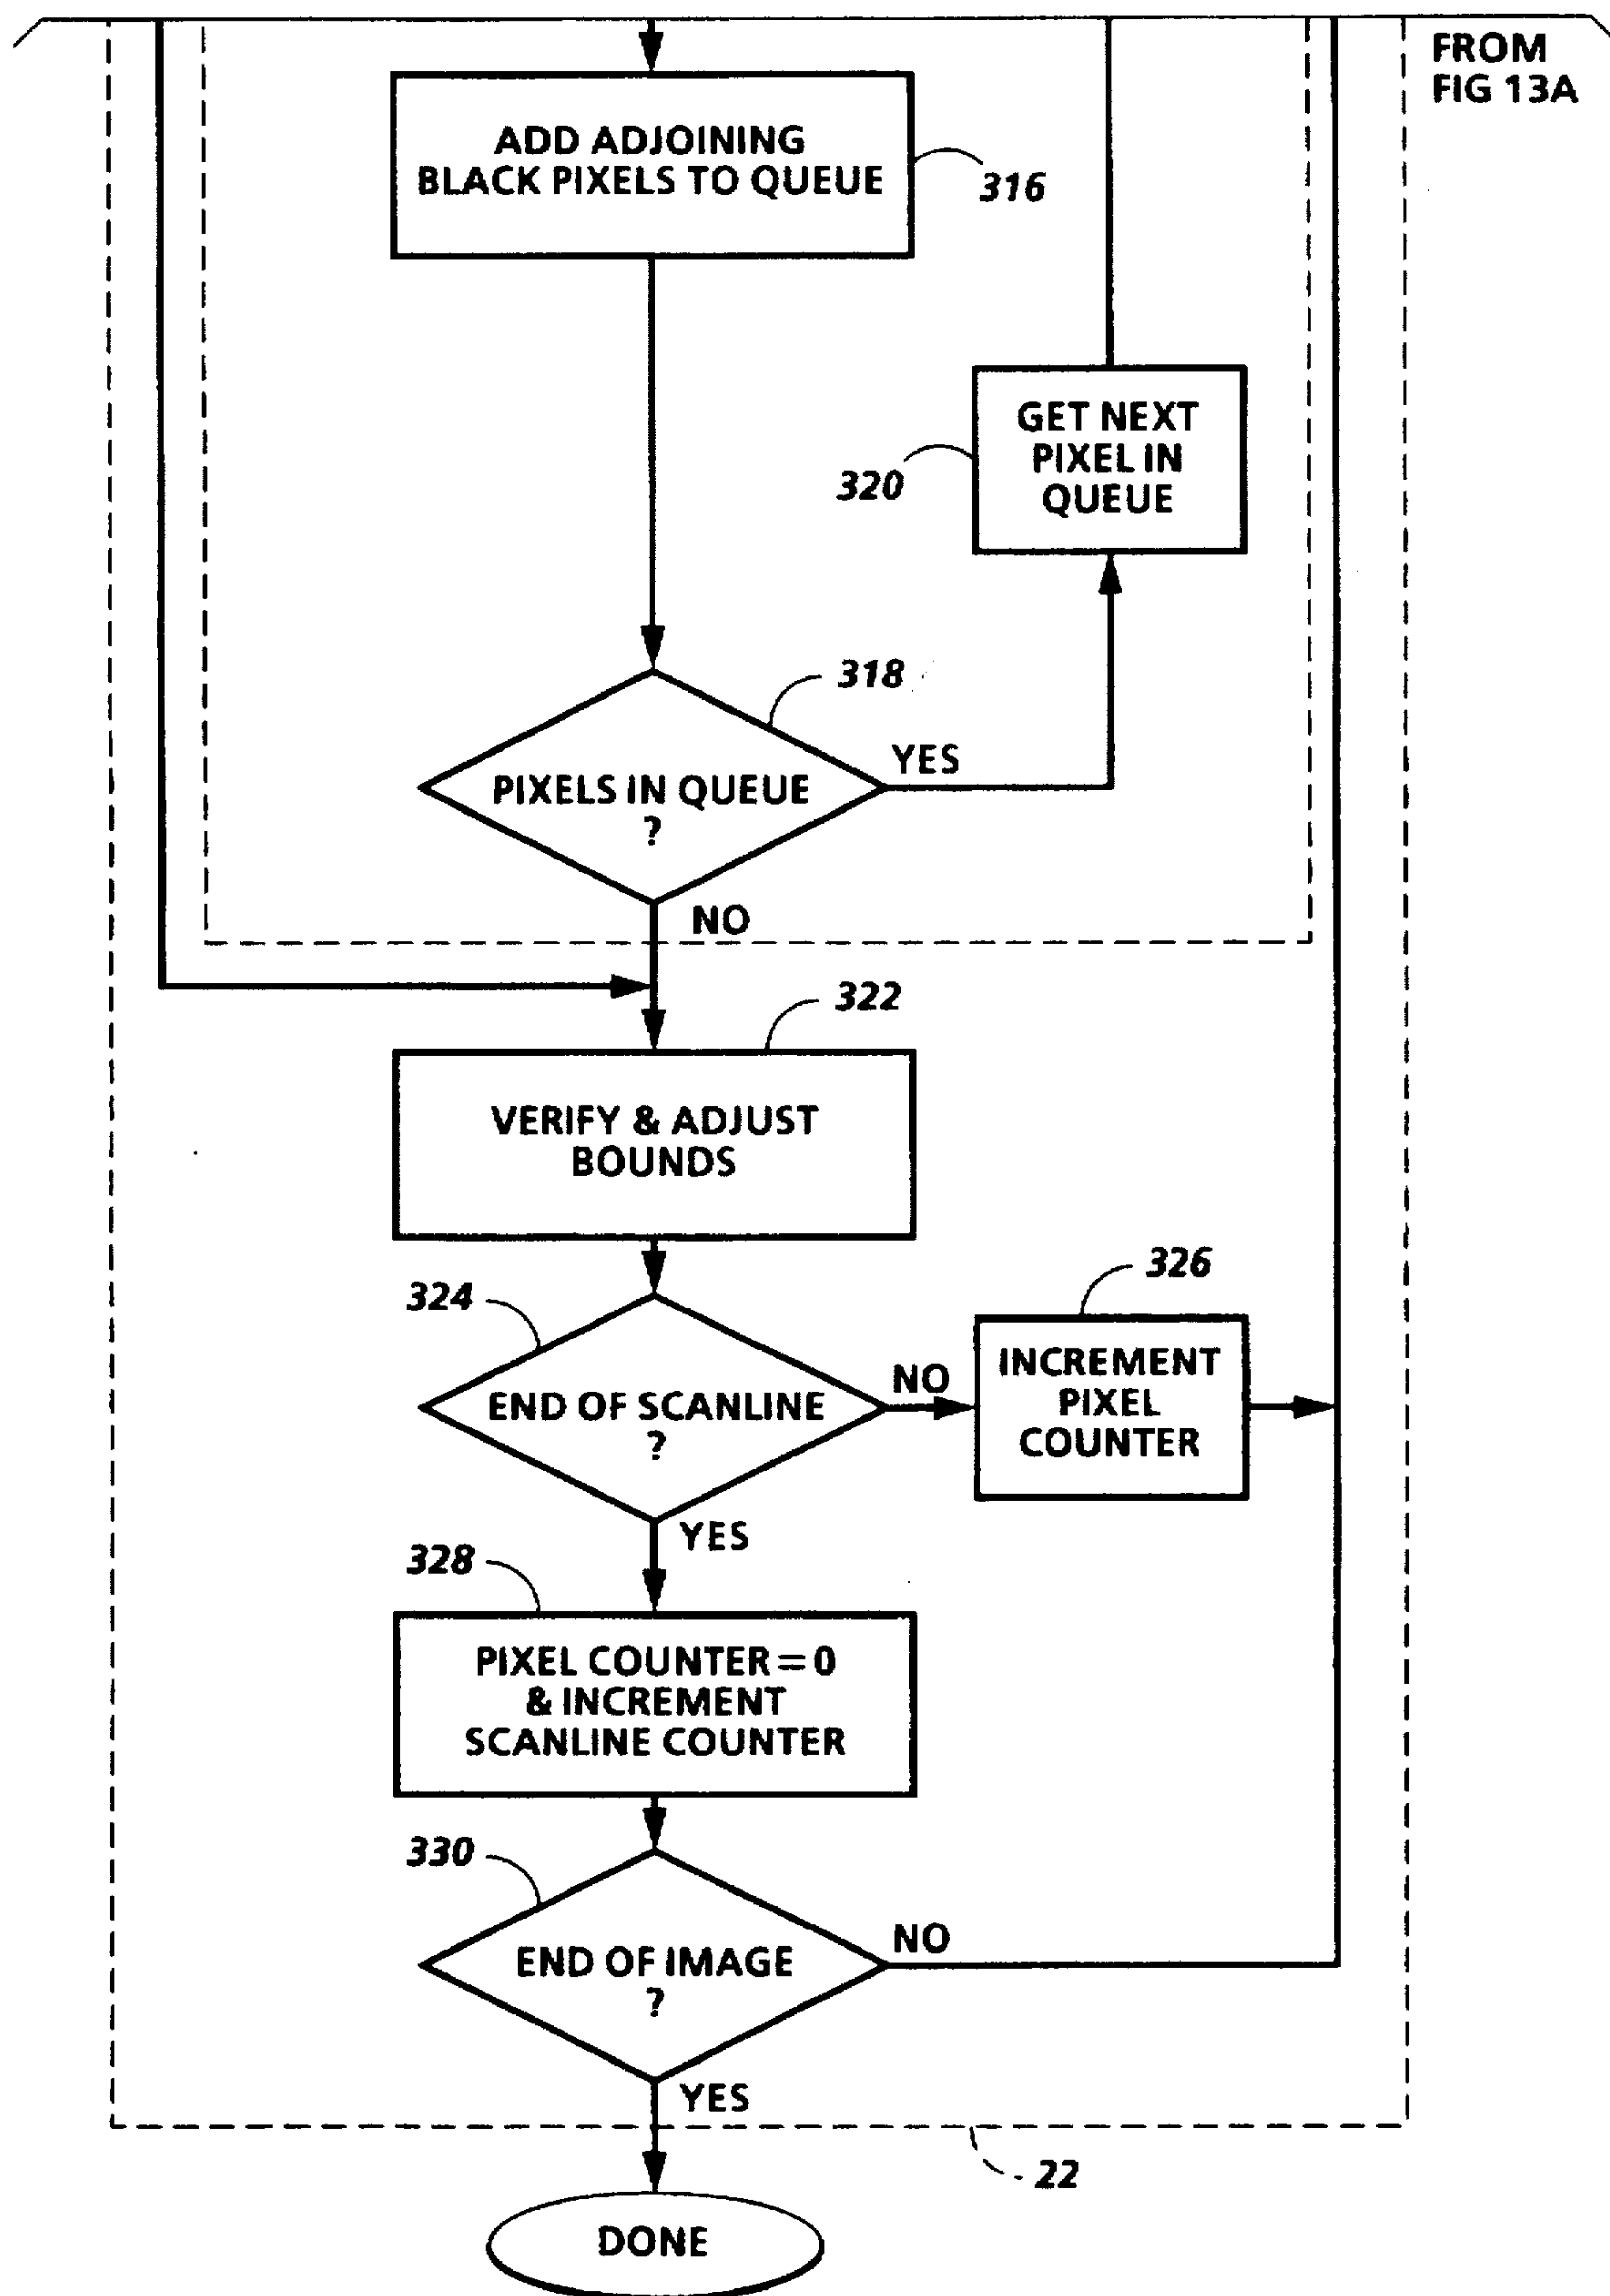 FROM
FIG 13A
ADD ADJOINING
BLACK PIXELS TO QUEUE
316
GET NEXT
PIXEL IN
QUEUE
320
318
YES
PIXELS IN QUEUE
?
NO
322
VERIFY & ADJUST
BOUNDS
324
326
END OF SCANLINE
?
NO
INCREMENT
PIXEL
COUNTER
YES
328
PIXEL COUNTER = 0
& INCREMENT
SCANLINE COUNTER
330
END OF IMAGE
?
NO
YES
22
DONE